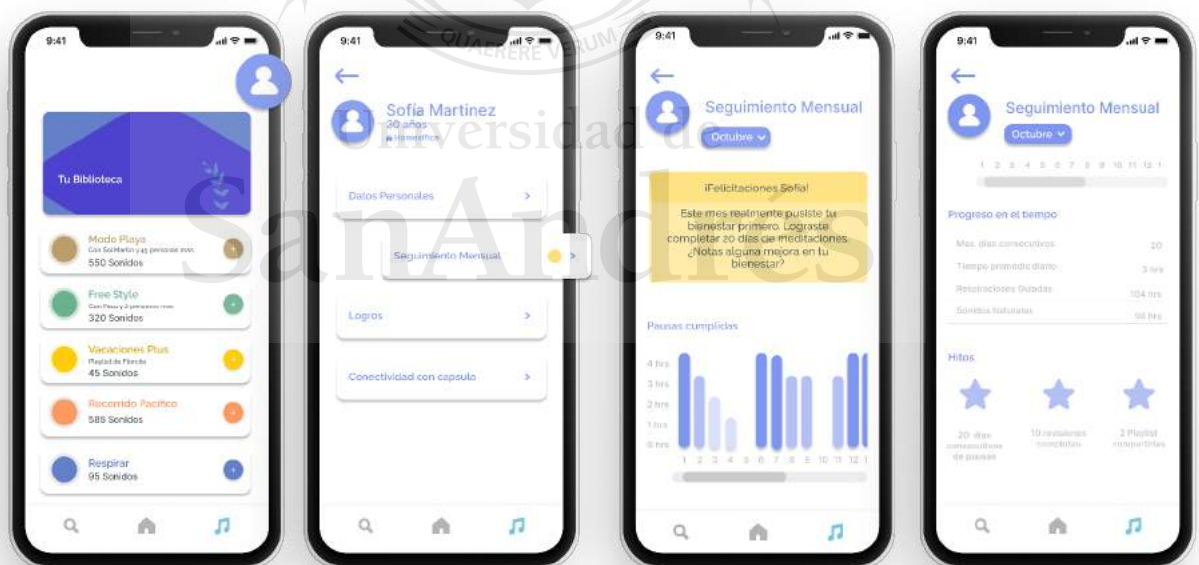 QUAERERE VERUM
Universidad de
SanAndrés
9:41
Tu Biblioteca
Modo Playa
550 Sonidos
Free Style
320 Sonidos
Vacaciones Plus
Playlist de Florida
45 Sonidos
Recorrido Pacífico
585 Sonidos
Respirar
95 Sonidos
9:41
Sofía Martinez
30 años
Homeoffice
Datos Personales
Seguimiento Mensual
Logros
Conectividad con capsula
9:41
Seguimiento Mensual
Octubre
¡Felicitaciones Sofia!
Este mes realmente pusiste tu
bienestar primero. Lograste
completar 20 días de meditaciones.
¿Notas alguna mejora en tu
bienestar?
Pausas cumplidas
4 hrs
3 hrs
2 hrs
1 hrs
0 hrs
1 2 3 4 5 6 7 8 9 10 11 12 1
9:41
Seguimiento Mensual
Octubre
1 2 3 4 5 6 7 8 9 10 11 12 1
Progreso en el tiempo
Max. días consecutivos 20
Tiempo promedio diario 3 hrs
Respiraciones Guiadas 104 hrs
Sonidos Naturales 98 hrs
Hitos
20 días
consecutivos
de pausas
10 revisiones
completas
2 Playlist
compartidas